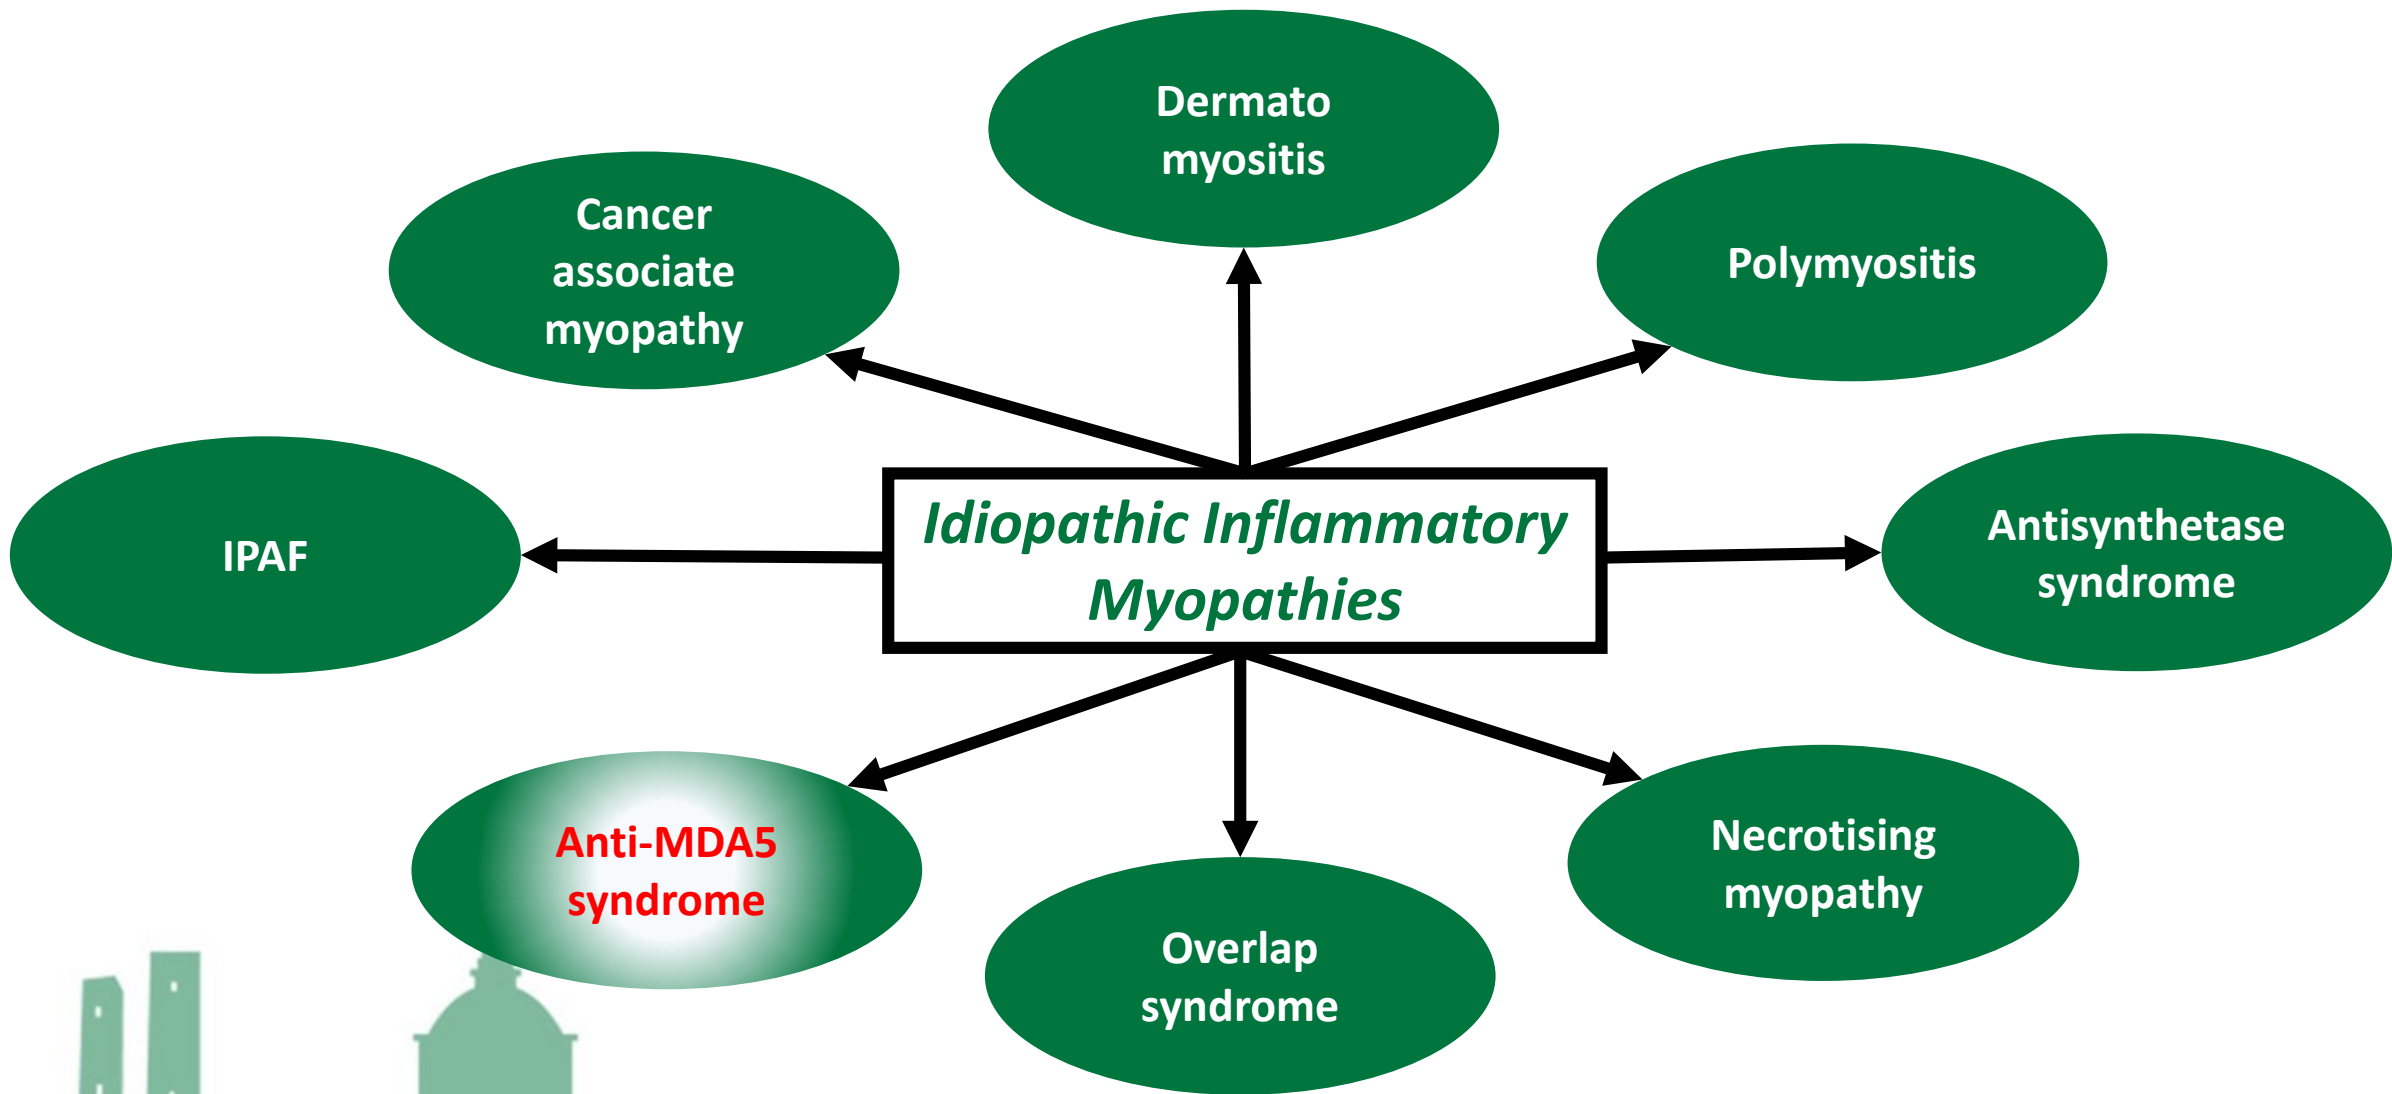 Dermato
myositis
Cancer
associate
myopathy
Polymyositis
Idiopathic Inflammatory
Myopathies
IPAF
Antisynthetase
syndrome
Anti-MDA5
syndrome
Necrotising
myopathy
Overlap
syndrome